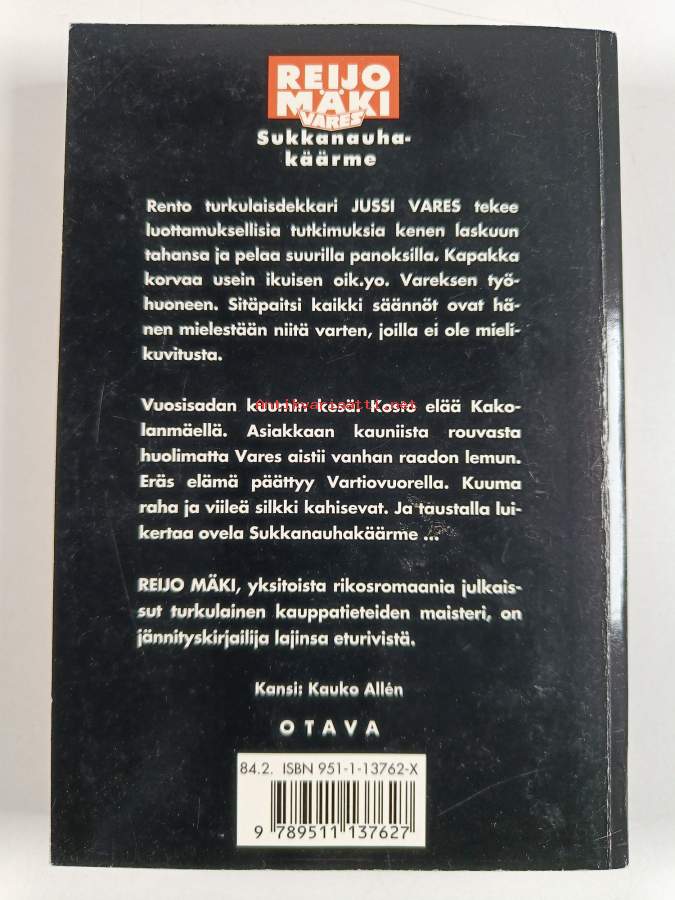 REIJO
MÄKI
VARES
Sukkanauha-
käärme
Rento turkulaisdekkari JUSSI VARES tekee
luottamuksellisia tutkimuksia kenen laskuun
tahansa ja pelaa suurilla panoksilla. Kapakka
korvaa usein ikuisen oik.yo. Vareksen työ-
huoneen. Sitäpaitsi kaikki säännöt ovat hä-
nen mielestään niitä varten, joilla ei ole mieli-
kuvitusta.
Vuosisadan kuumin kesä. Kosto elää Kako-
Antikvariaatti.net
lanmäellä. Asiakkaan kauniista rouvasta
huolimatta Vares aistii vanhan raadon lemun.
Eräs elämä päättyy Vartiovuorella. Kuuma
raha ja viileä silkki kahisevat. Ja taustalla lui-
kertaa ovela Sukkanauhakäärme ...
REIJO MÄKI, yksitoista rikosromaania julkais-
sut turkulainen kauppatieteiden maisteri, on
jännityskirjailija lajinsa eturivistä.
Kansi: Kauko Allén
OTAVA
84.2. ISBN 951-1-13762-X
9 789511 137627